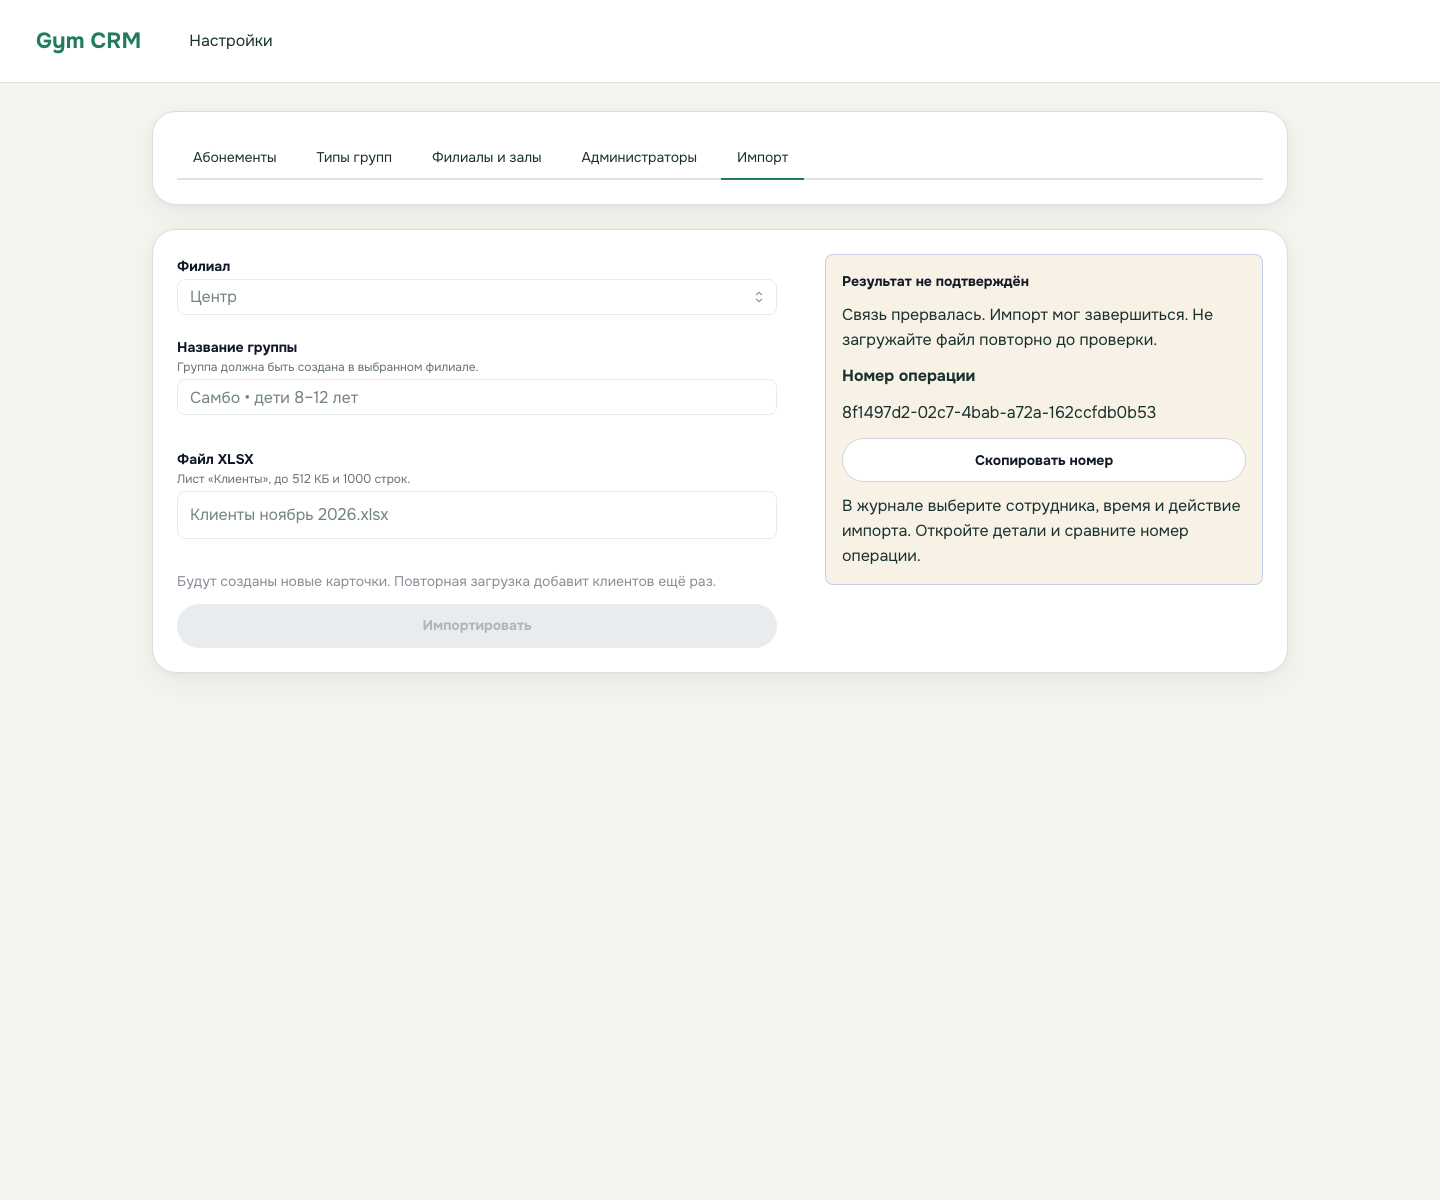 Gym CRM
Настройки
Абонементы
Типы групп
Филиалы и залы
Администраторы
Импорт
Филиал
Центр
Название группы
Группа должна быть создана в выбранном филиале.
Самбо • дети 8–12 лет
Файл XLSX
Лист «Клиенты», до 512 КБ и 1000 строк.
Клиенты ноябрь 2026.xlsx
Будут созданы новые карточки. Повторная загрузка добавит клиентов ещё раз.
Импортировать
Результат не подтверждён
Связь прервалась. Импорт мог завершиться. Не
загружайте файл повторно до проверки.
Номер операции
8f1497d2-02c7-4bab-a72a-162ccfdb0b53
Скопировать номер
В журнале выберите сотрудника, время и действие
импорта. Откройте детали и сравните номер
операции.